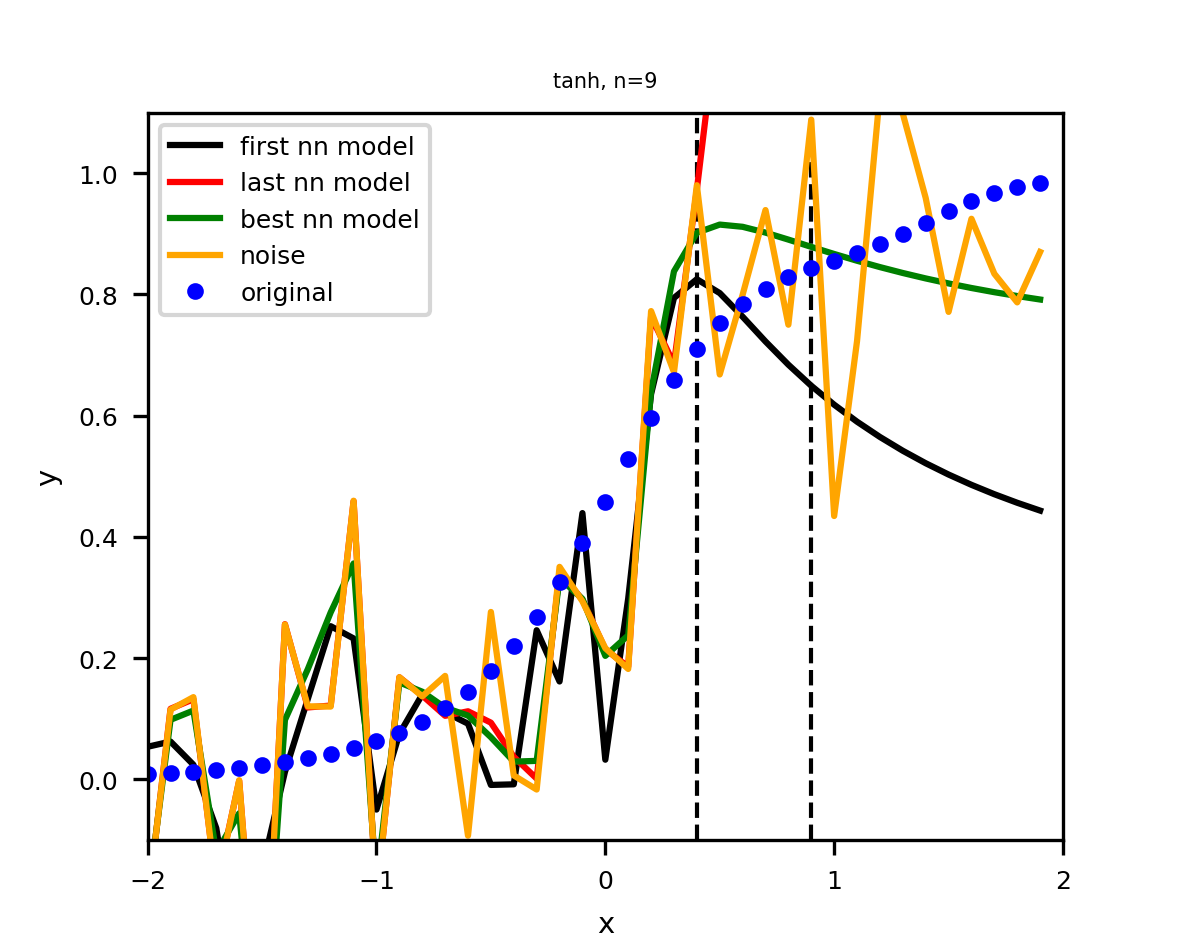 tanh, n=9
first nn model
last nn model
best nn model
noise
original
1.0
0.8
0.6
0.4
0.2
0.0
y
−2
−1
0
1
2
x